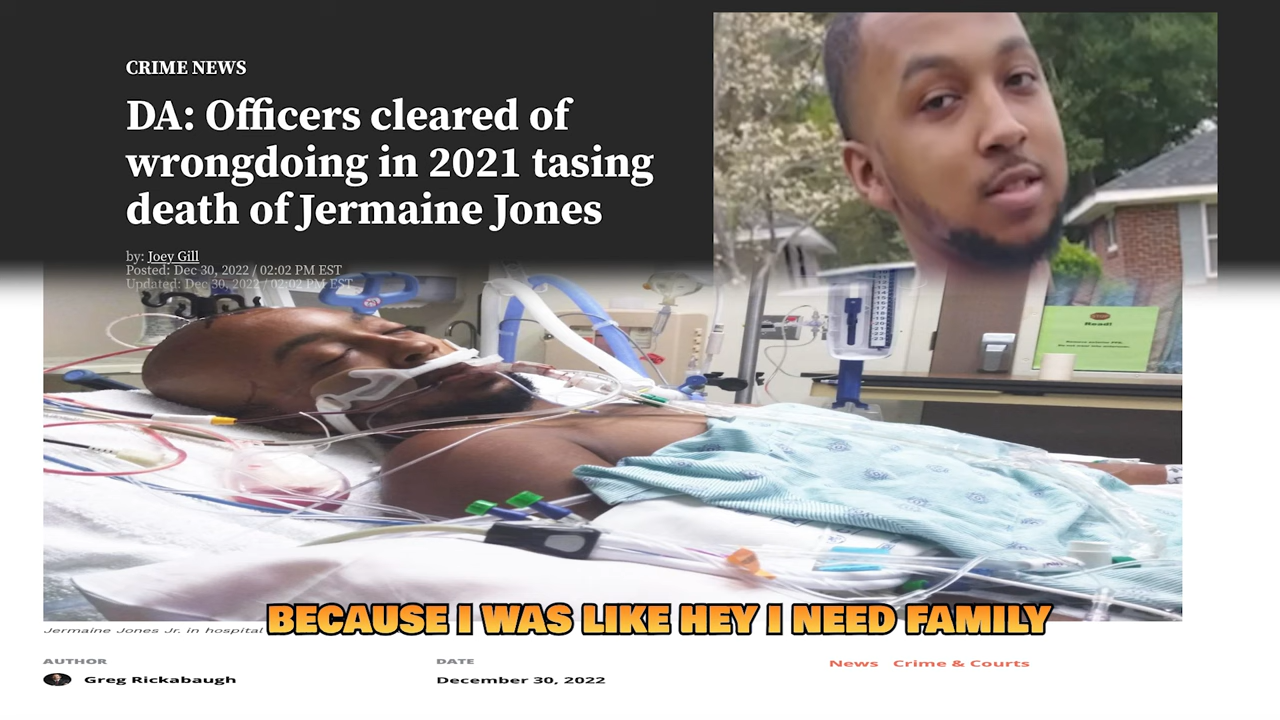 CRIME NEWS
DA: Officers cleared of
wrongdoing in 2021 tasing
death of Jermaine Jones
by: Joey Gill
Posted: Dec 30, 2022 / 02:02 PM EST
Updated: Dec 30, 2022 / 02:02 PM EST
Read!
BECAUSE I WAS LIKE HEY I NEED FAMILY
Jermaine Jones Jr. in hospital
AUTHOR
Greg Rickabaugh
DATE
December 30, 2022
News Crime & Courts